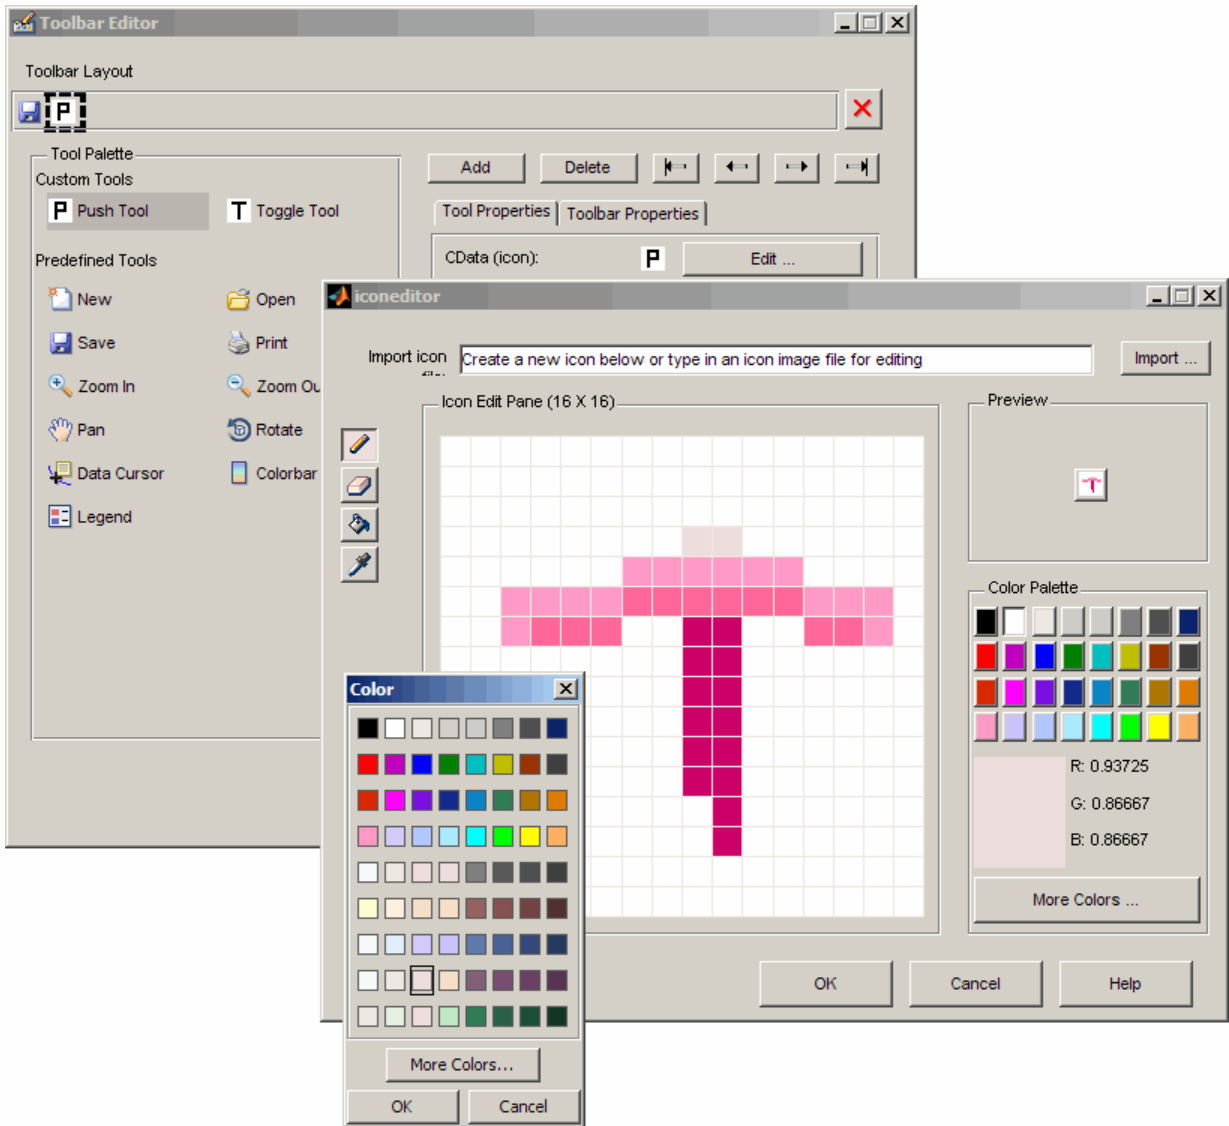 Toolbar Editor
Toolbar Layout
P
Tool Palette
Custom Tools
P Push Tool
T Toggle Tool
Predefined Tools
New
Open
Save
Print
Zoom In
Zoom Ou
Pan
Rotate
Data Cursor
Colorbar
Legend
Add
Delete
Tool Properties
Toolbar Properties
CData (icon):
P
Edit ...
iconeditor
Import icon
file:
Create a new icon below or type in an icon image file for editing
Import ...
Icon Edit Pane (16 X 16)
Preview
Color Palette
R: 0.93725
G: 0.86667
B: 0.86667
More Colors ...
OK
Cancel
Help
Color
More Colors...
OK
Cancel